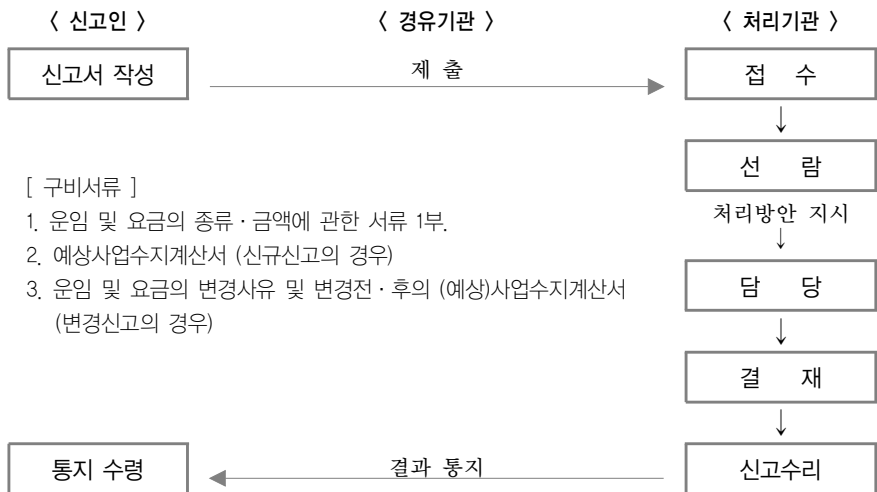 〈 신고인 〉 〈 경유기관 〉 〈 처리기관 〉
신고서 작성 제 출 접 수
선 람
[ 구비서류 ]
1. 운임 및 요금의 종류·금액에 관한 서류 1부.
처리방안 지시
2. 예상사업수지계산서 (신규신고의 경우)
3. 운임 및 요금의 변경사유 및 변경전·후의 (예상)사업수지계산서
(변경신고의 경우)
담 당
결 재
통지 수령 결과 통지 신고수리